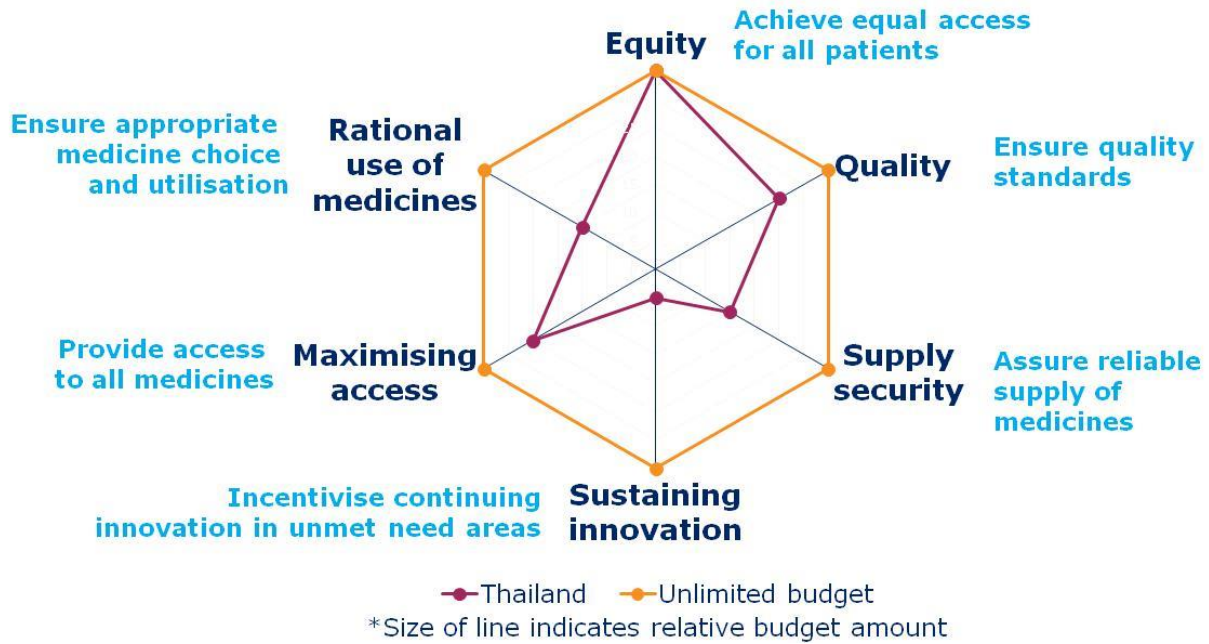 Equity
Achieve equal access
for all patients
Quality
Ensure quality
standards
Supply
security
Assure reliable
supply of
medicines
Sustaining
innovation
Incentivise continuing
innovation in unmet need areas
Maximising
access
Provide access
to all medicines
Rational
use of
medicines
Ensure appropriate
medicine choice
and utilisation
Thailand
Unlimited budget
*Size of line indicates relative budget amount